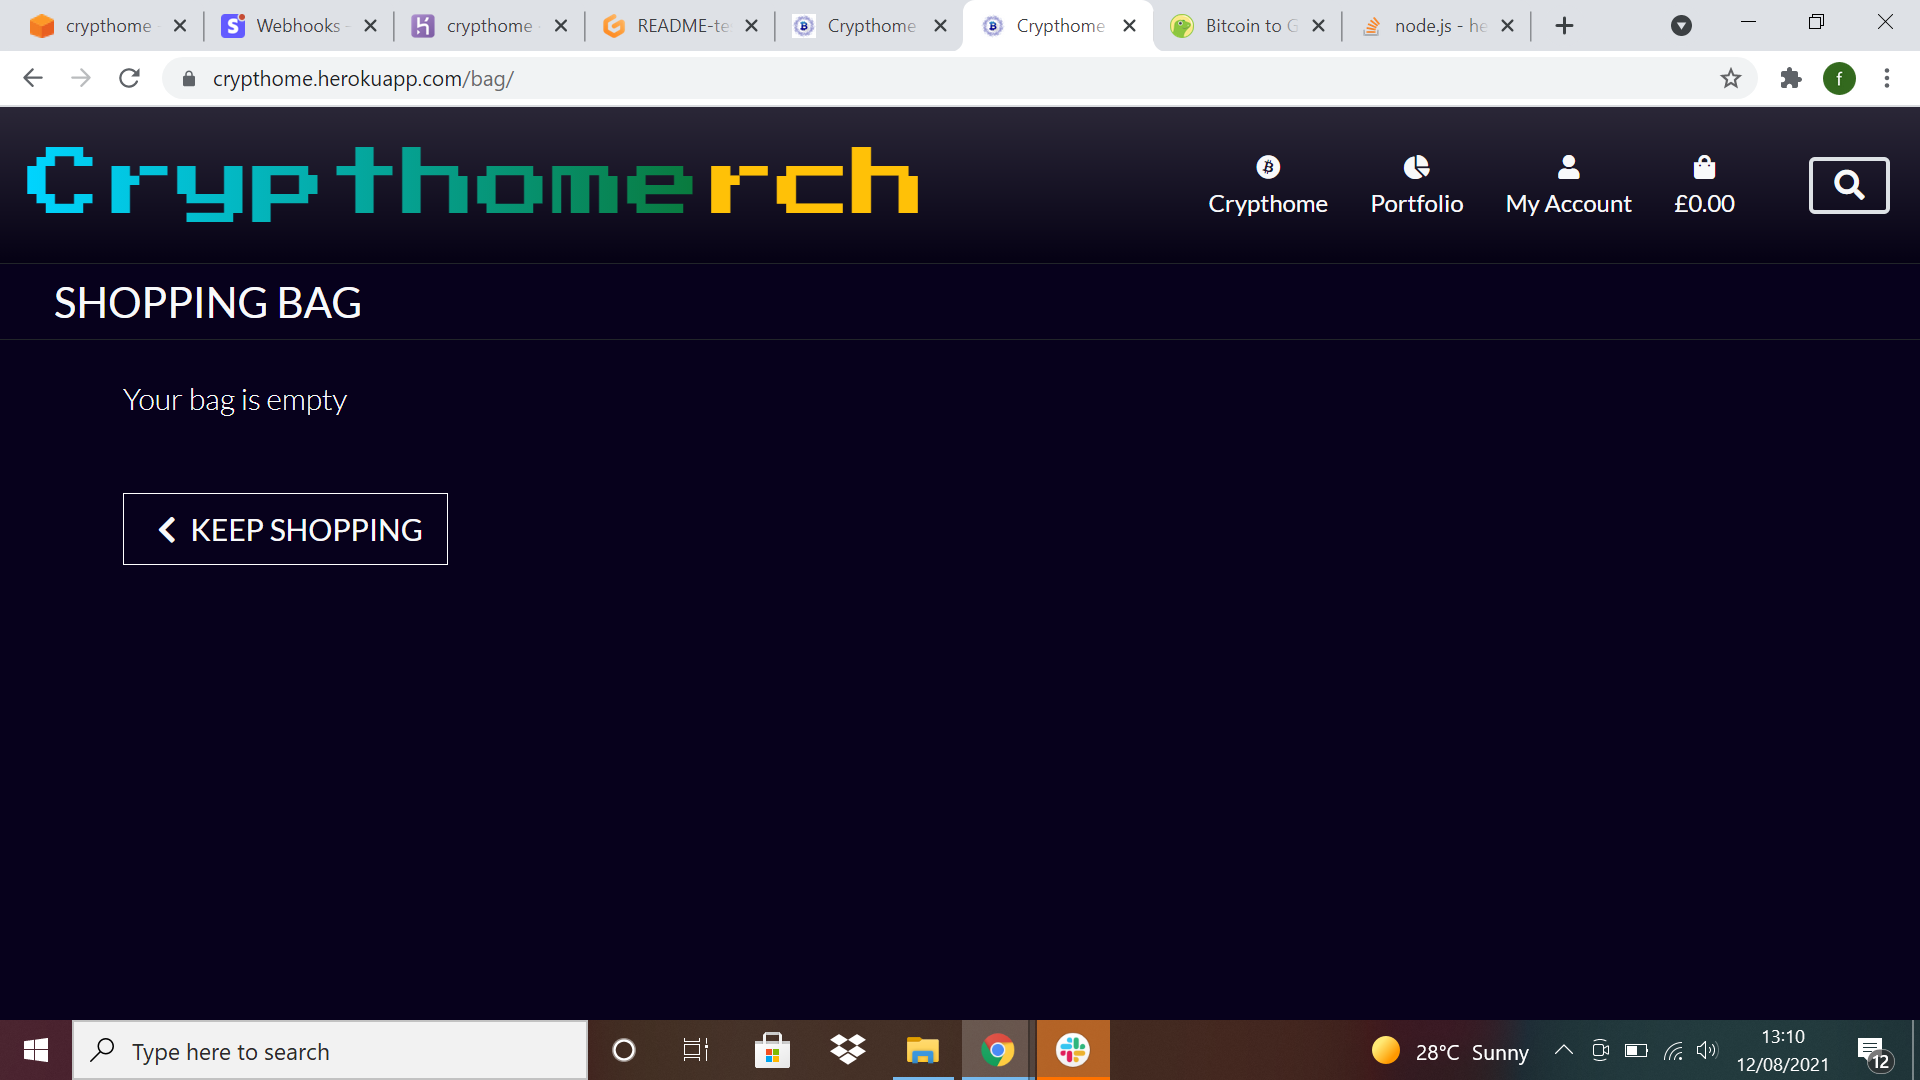 crypthome
Webhooks -
crypthome
README-te
Crypthome
Crypthome
Bitcoin to G
node.js - he
crypthome.herokuapp.com/bag/
f
Crypthomerch
Crypthome
Portfolio
My Account
£0.00
SHOPPING BAG
Your bag is empty
KEEP SHOPPING
Type here to search
28°C Sunny
13:10
12/08/2021
12